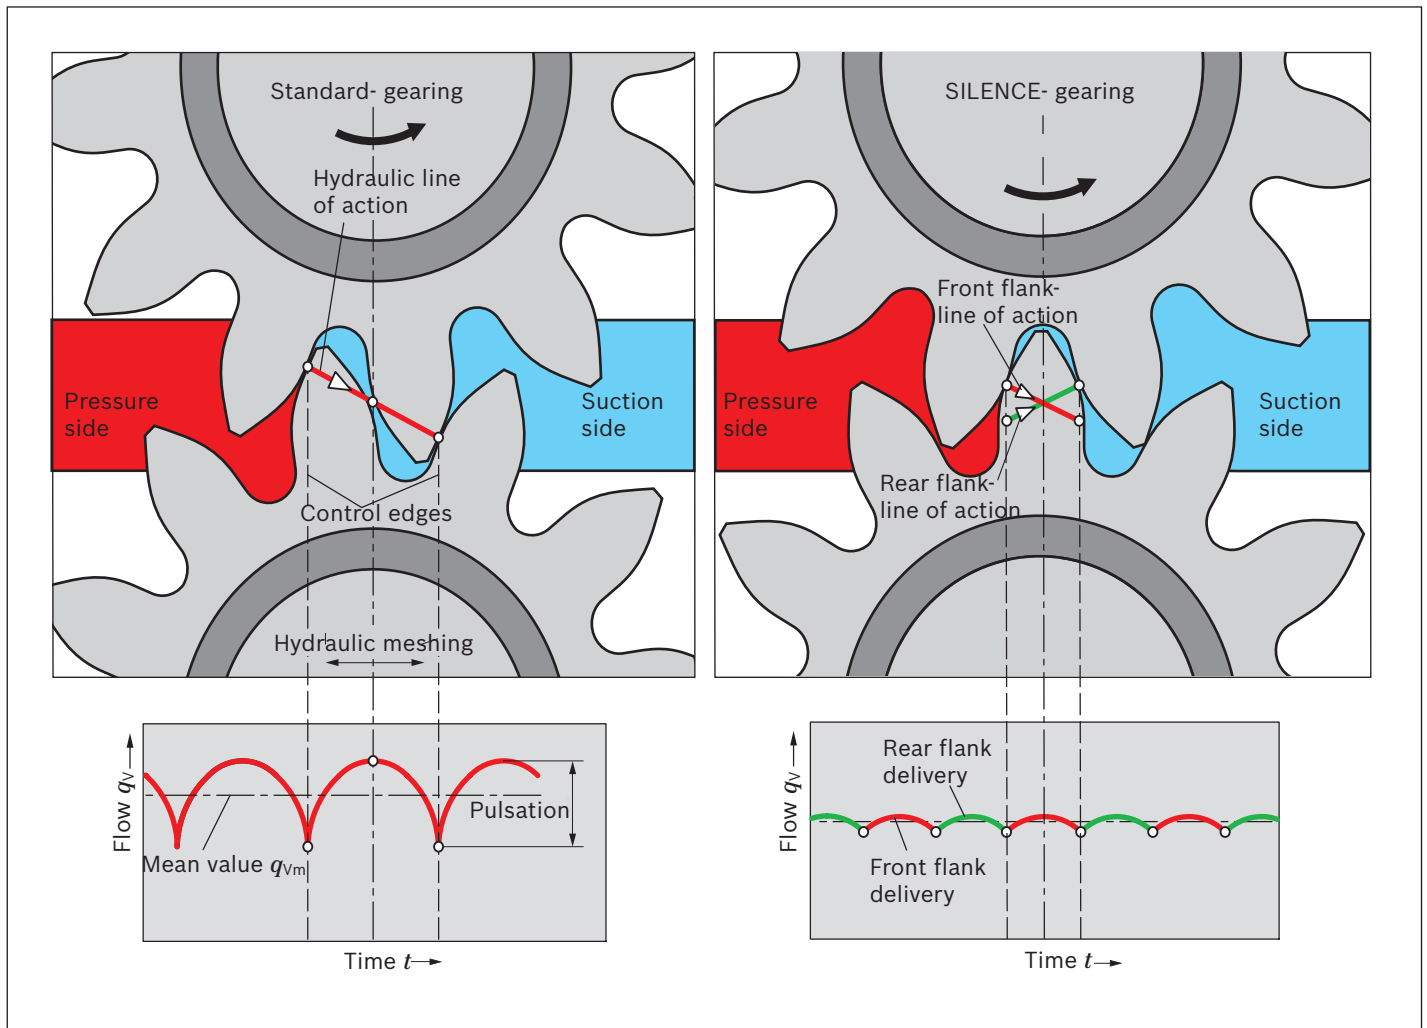 Standard- gearing
Hydraulic line
of action
Pressure
side
Suction
side
Control edges
Hydraulic meshing
Flow qV
Pulsation
Mean value qVm
Time t
SILENCE- gearing
Front flank-
line of action
Pressure
side
Suction
side
Rear flank-
line of action
Flow qV
Rear flank
delivery
Front flank
delivery
Time t